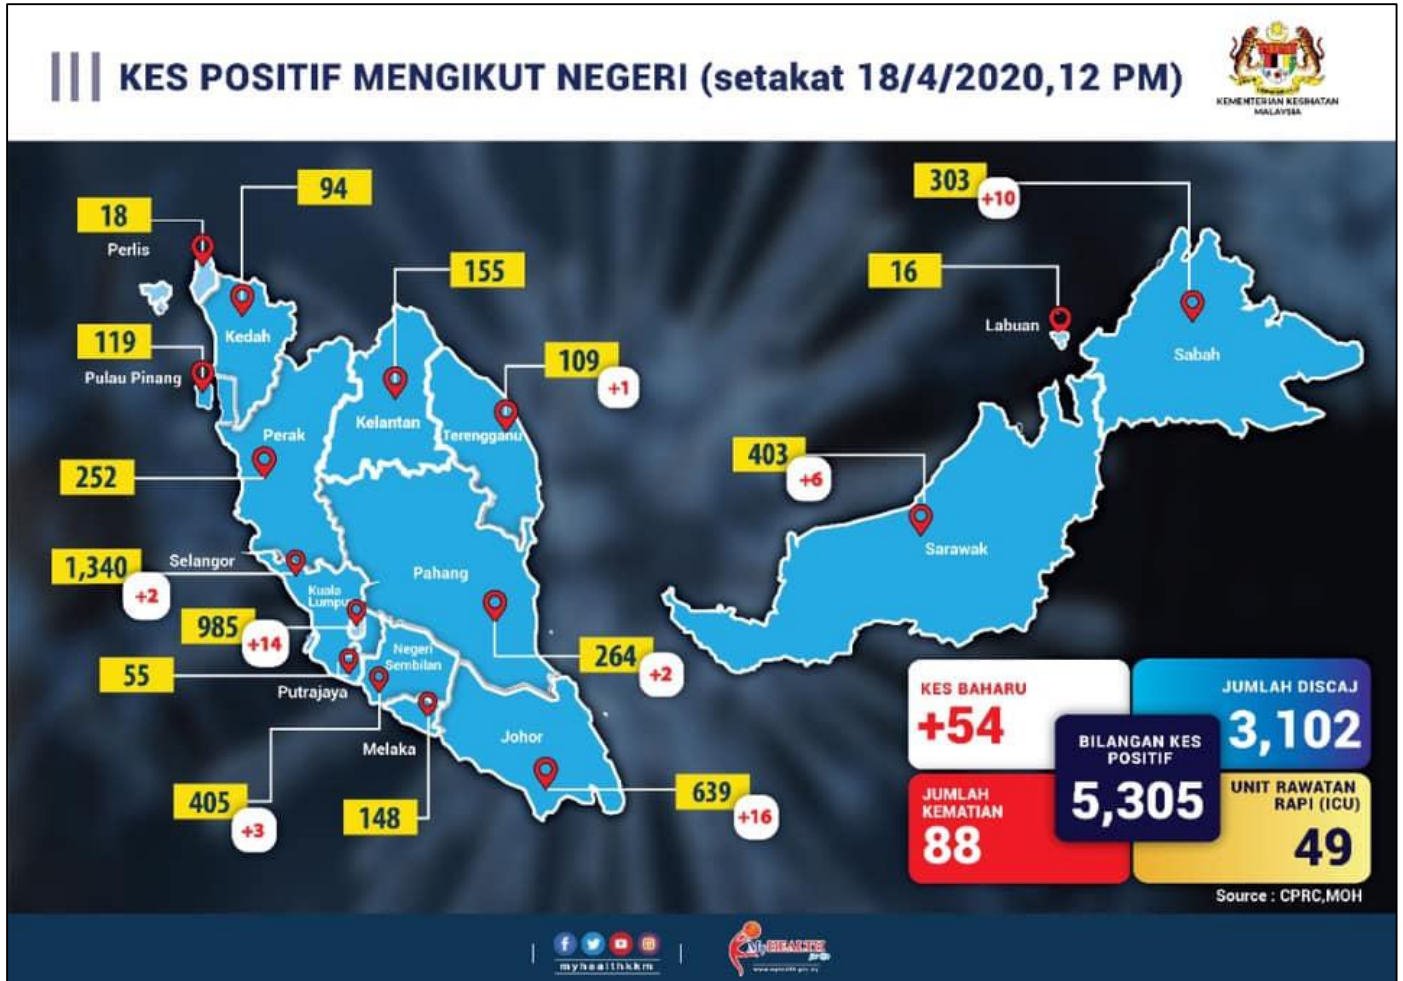 KES POSITIF MENGIKUT NEGERI (setakat 18/4/2020,12 PM)
KEMENTERIAN KESIHATAN
MALAYSIA
94
18
Perlis
155
119
Pulau Pinang
Kedah
109
+1
Kelantan
Terengganu
Perak
252
1,340
+2
Selangor
Kuala
Lumpur
Pahang
985
+14
55
Putrajaya
Negeri
Sembilan
264
+2
Melaka
Johor
405
+3
148
639
+16
303
+10
16
Labuan
Sabah
403
+6
Sarawak
KES BAHARU
+54
JUMLAH DISCAJ
3,102
BILANGAN KES
POSITIF
5,305
JUMLAH
KEMATIAN
88
UNIT RAWATAN
RAPI (ICU)
49
Source : CPRC,MOH
myhealthkkm
MyHEALTH